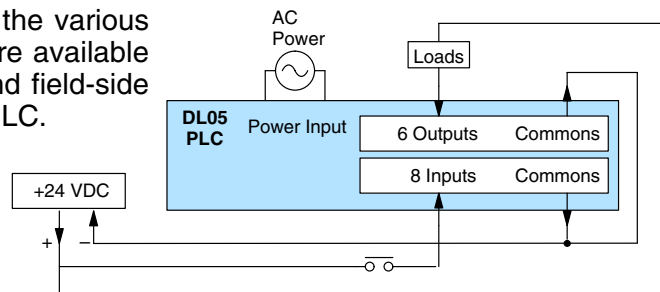 the various
re available
nd field-side
LC.
AC
Power
Loads
DL05
PLC
Power Input
6 Outputs Commons
8 Inputs Commons
+24 VDC
+ –